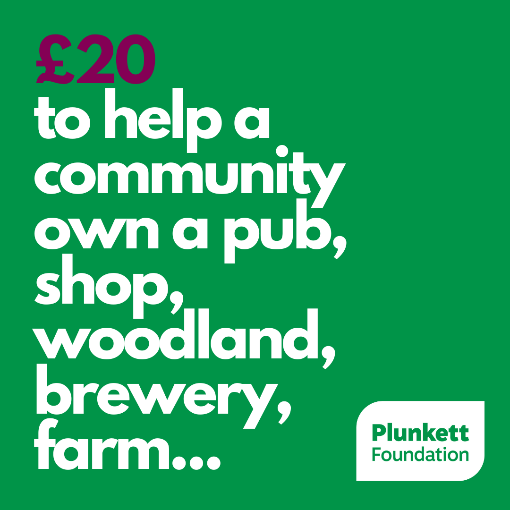 £20
to help a
community
own a pub,
shop,
woodland,
brewery,
farm...
Plunkett
Foundation